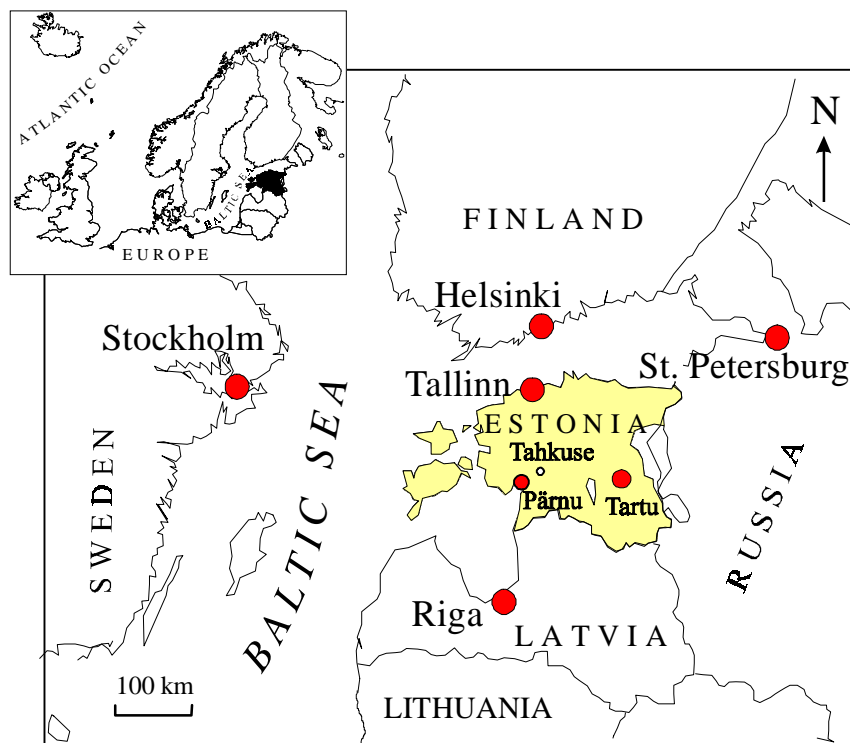 ATLANTIC OCEAN
BALTIC SEA
EUROPE
N
FINLAND
Helsinki
Stockholm
St. Petersburg
Tallinn
ESTONIA
Tahkuse
Pärnu
Tartu
SWEDEN
BALTIC SEA
RUSSIA
Riga
LATVIA
100 km
LITHUANIA